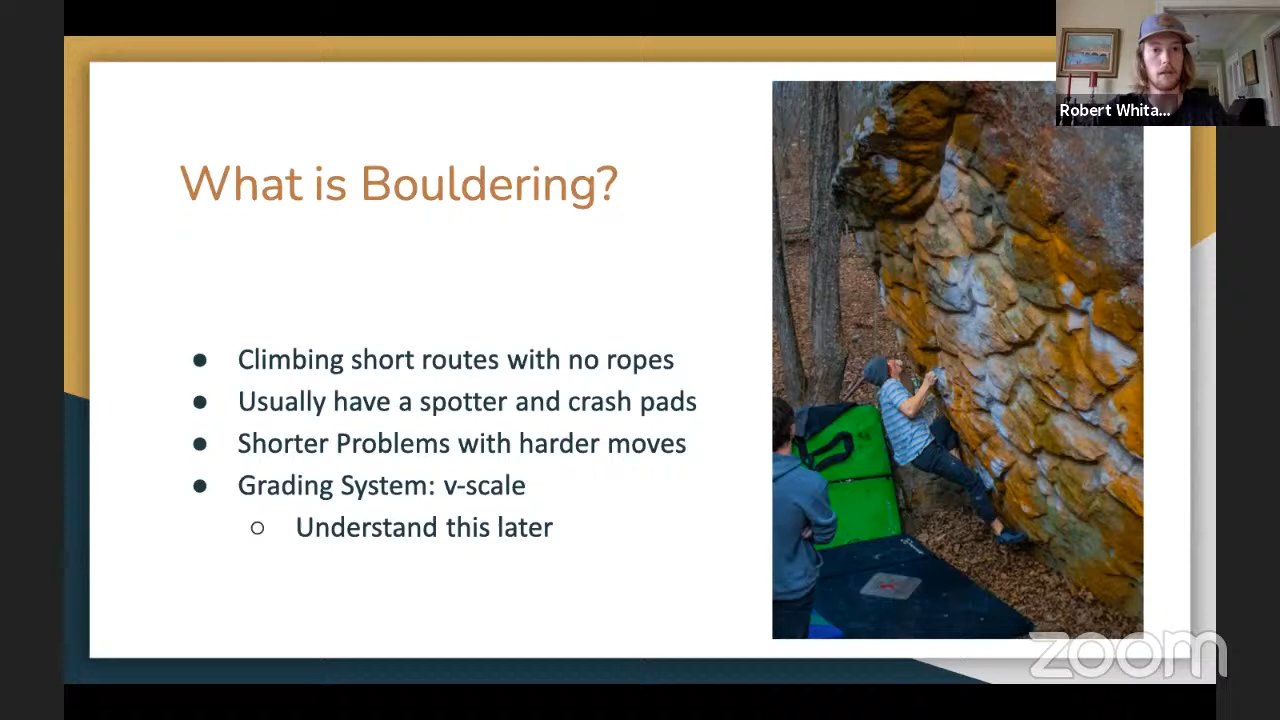 Robert Whita...
What is Bouldering?
● Climbing short routes with no ropes
● Usually have a spotter and crash pads
● Shorter Problems with harder moves
● Grading System: v-scale
○ Understand this later
zoom